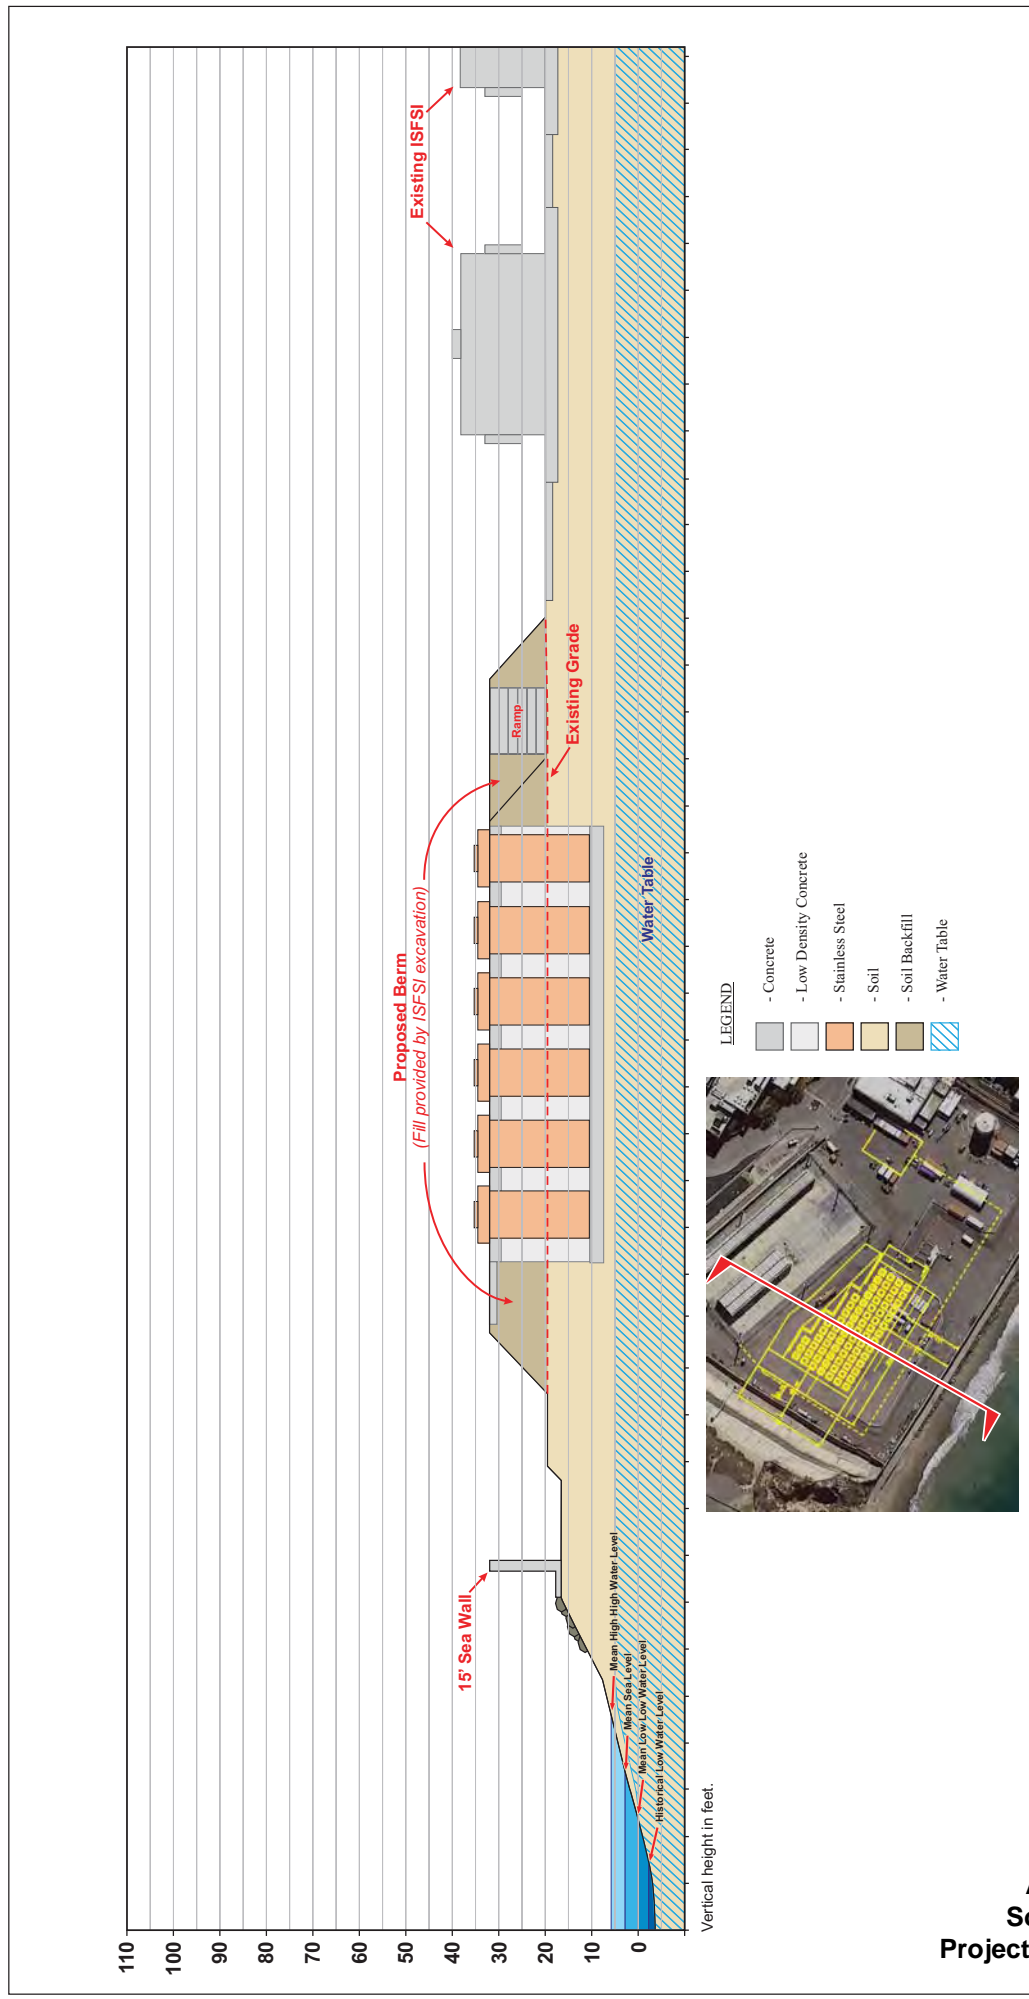 110
100
90
80
70
60
50
40
30
20
10
0
Vertical height in feet.
15' Sea Wall
Mean High High Water Level
Mean Sea Level
Mean Low Low Water Level
Historical Low Water Level
Proposed Berm
(Fill provided by ISFSI excavation)
Ramp
Existing Grade
Existing ISFSI
Water Table
LEGEND
- Concrete
- Low Density Concrete
- Stainless Steel
- Soil
- Soil Backfill
- Water Table
Project